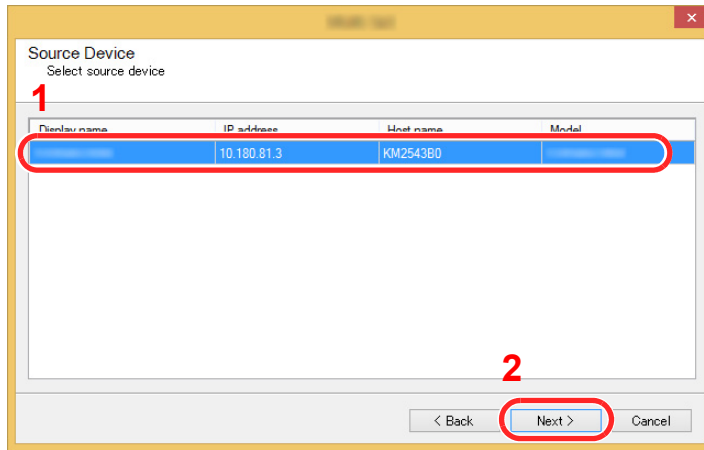 Source Device
Select source device
1
Display name IP address Host name Model
10.180.81.3 KM2543B0
2
< Back Next > Cancel